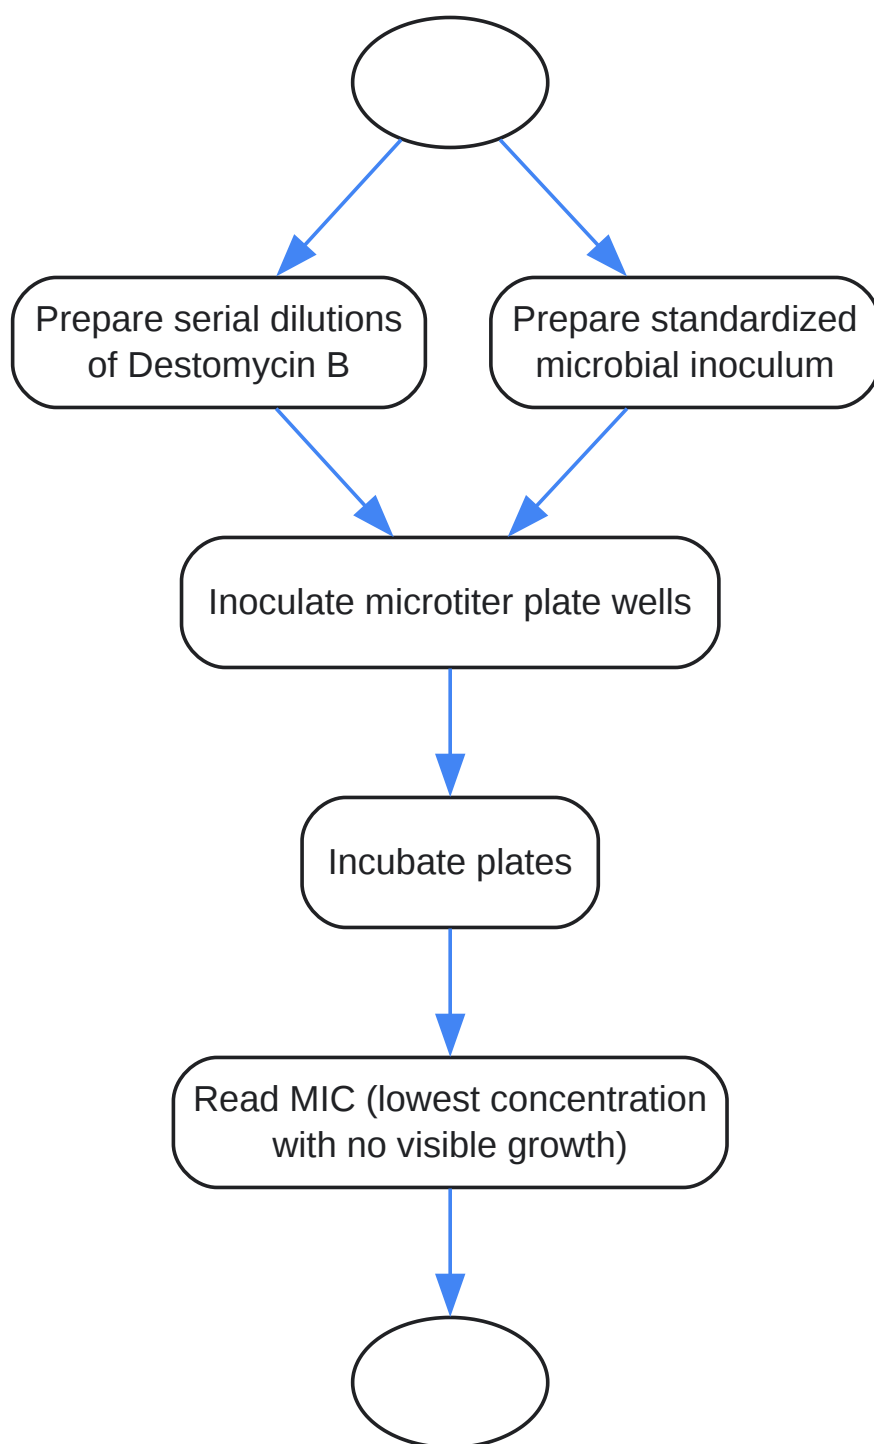 Prepare serial dilutions
of Destomycin B
Prepare standardized
microbial inoculum
Inoculate microtiter plate wells
Incubate plates
Read MIC (lowest concentration
with no visible growth)